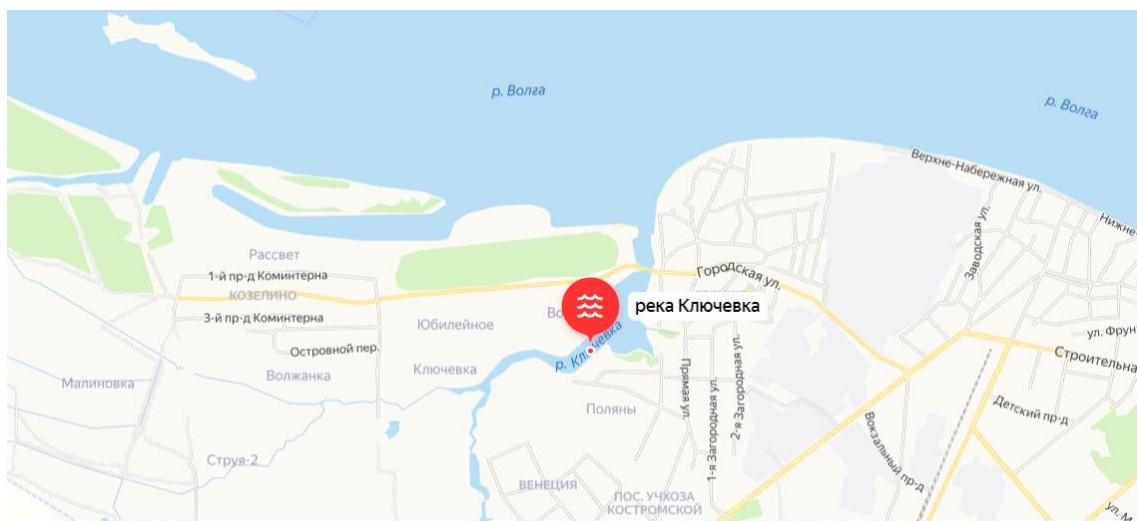 р. Волга
р. Волга
Верхне-Набережная ул.
Нижне-
Заводская ул.
Рассвет
1-й пр-д Коминтерна
КОЗЕЛИНО
Городская ул.
река Ключевка
3-й пр-д Коминтерна
Юбилейное
р. Ключевка
ул. Фрун
Островной пер.
Строительна
Волжанка
Ключевка
Малиновка
Прямая ул.
1-я Загородная ул.
2-я Загородная ул.
Поляны
Детский пр-д
Вокзальный пр-д
Струя-2
ВЕНЕЦИЯ
ПОС. УЧХОЗА
КОСТРОМСКОЙ
ул. М